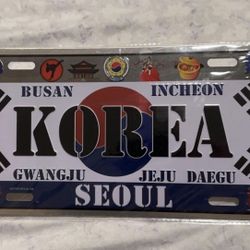 BUSAN INCHEON
KOREA
GWANGJU JEJU DAEGU
SEOUL